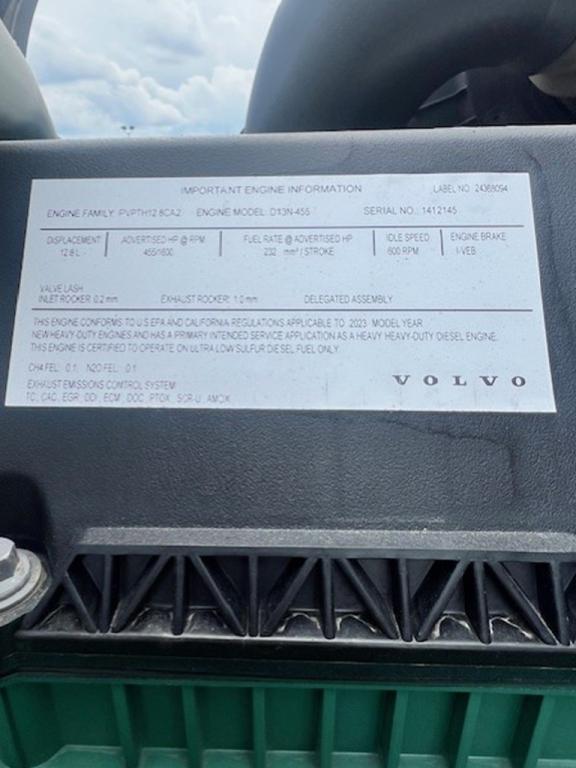 IMPORTANT ENGINE INFORMATION LABEL NO. 24368094
ENGINE FAMILY: PVPTH12.8CA2 ENGINE MODEL: D13N-455 SERIAL NO.: 1412145
DISPLACEMENT ADVERTISED HP @ RPM FUEL RATE @ ADVERTISED HP IDLE SPEED ENGINE BRAKE
12.8 L 455/1600 232 mm³ / STROKE 600 RPM I-VEB
VALVE LASH
INLET ROCKER: 0.2 mm EXHAUST ROCKER: 1.0 mm DELEGATED ASSEMBLY
THIS ENGINE CONFORMS TO U.S EPA AND CALIFORNIA REGULATIONS APPLICABLE TO 2023 MODEL YEAR
NEW HEAVY-DUTY ENGINES AND HAS A PRIMARY INTENDED SERVICE APPLICATION AS A HEAVY HEAVY-DUTY DIESEL ENGINE.
THIS ENGINE IS CERTIFIED TO OPERATE ON ULTRA LOW SULFUR DIESEL FUEL ONLY.
CH4 FEL: 0.1, N2O FEL: 0.1
VOLVO
EXHAUST EMISSIONS CONTROL SYSTEM:
TC, CAC, EGR, DDI, ECM, DOC, PTOX, SCR-U, AMOX